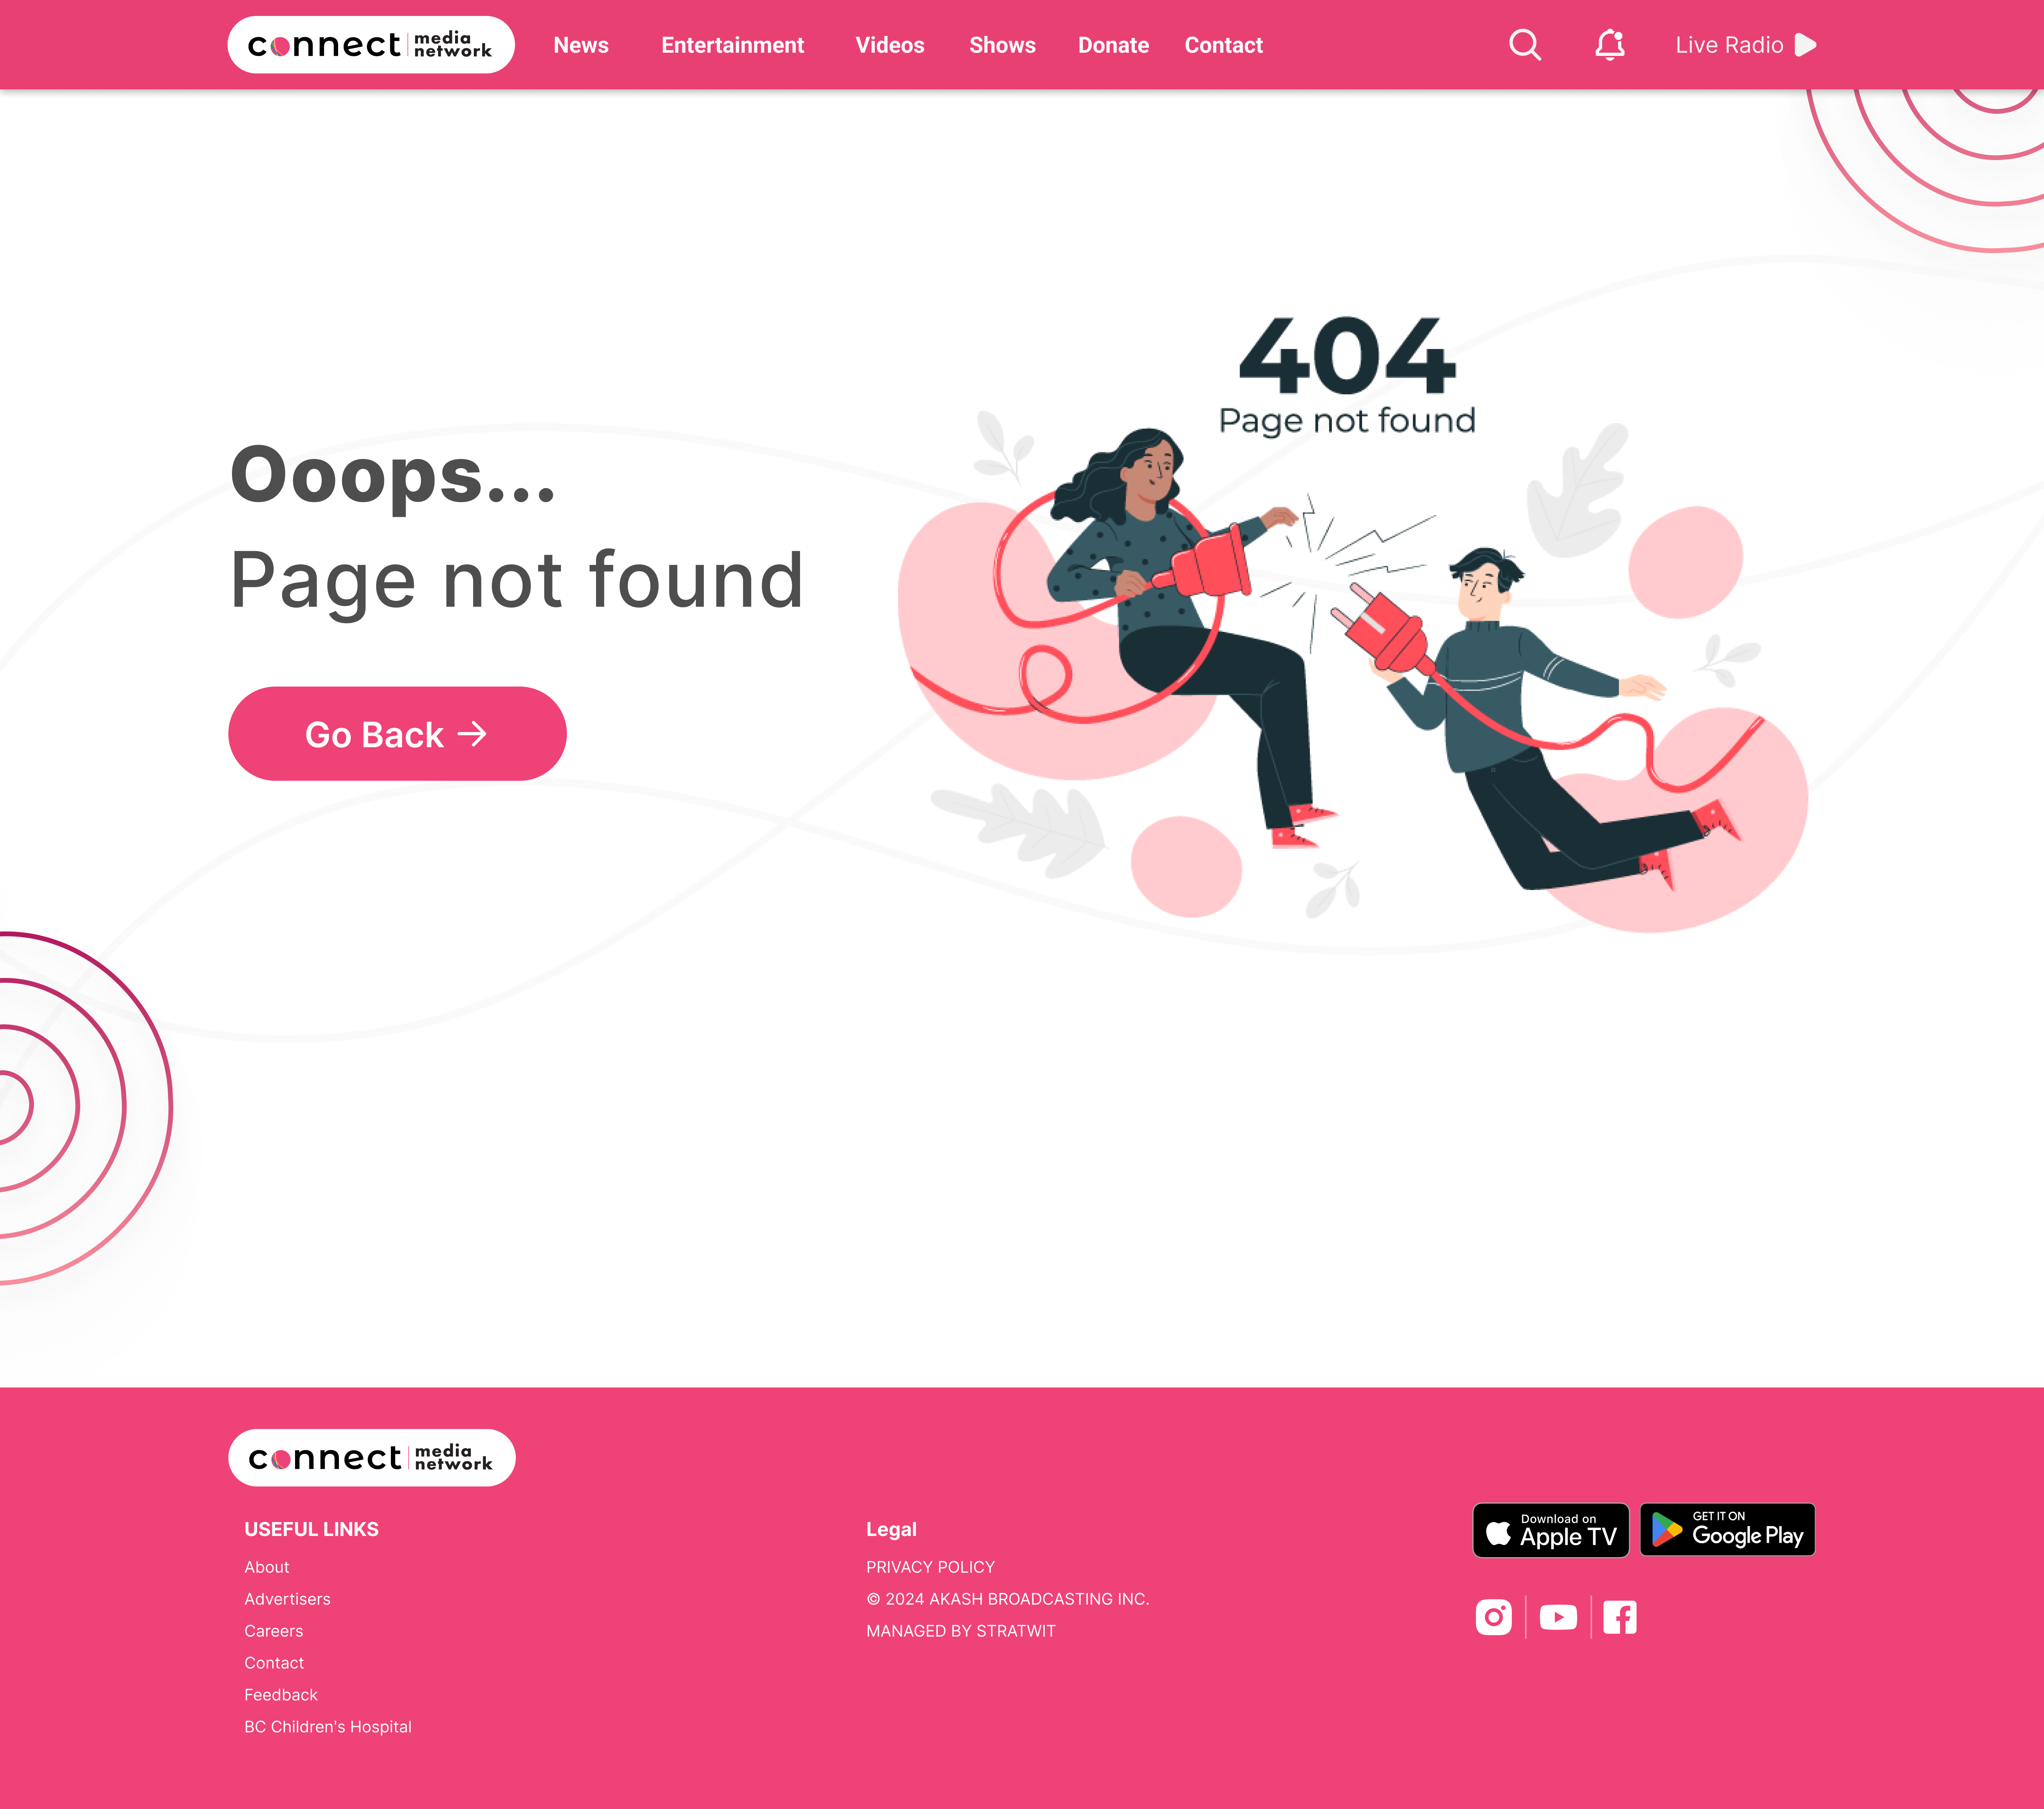 connect media network
News
Entertainment
Videos
Shows
Donate
Contact
Live Radio
404
Page not found
Ooops...
Page not found
Go Back
connect media network
USEFUL LINKS
About
Advertisers
Careers
Contact
Feedback
BC Children's Hospital
Legal
PRIVACY POLICY
© 2024 AKASH BROADCASTING INC.
MANAGED BY STRATWIT
Download on
Apple TV
GET IT ON
Google Play